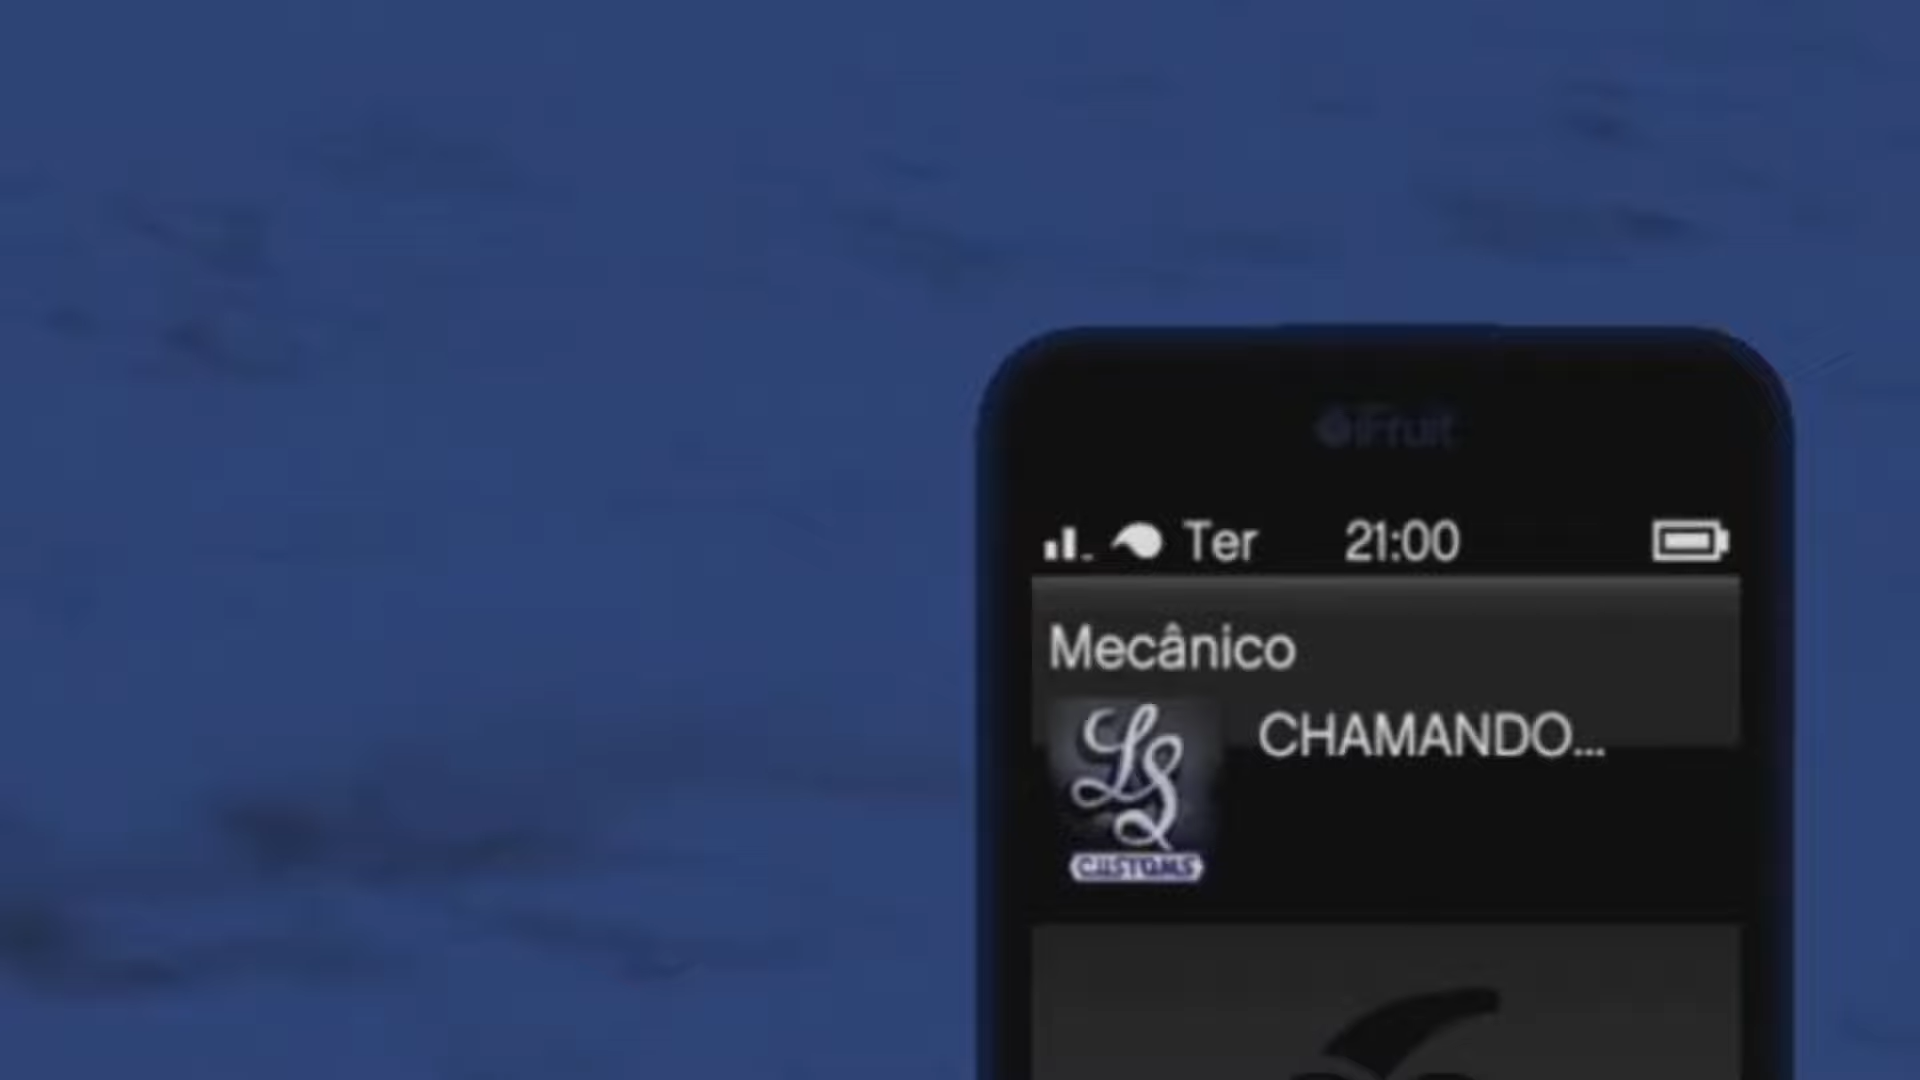 iFruit
Ter 21:00
Mecânico
CHAMANDO...
LS
CUSTOMS